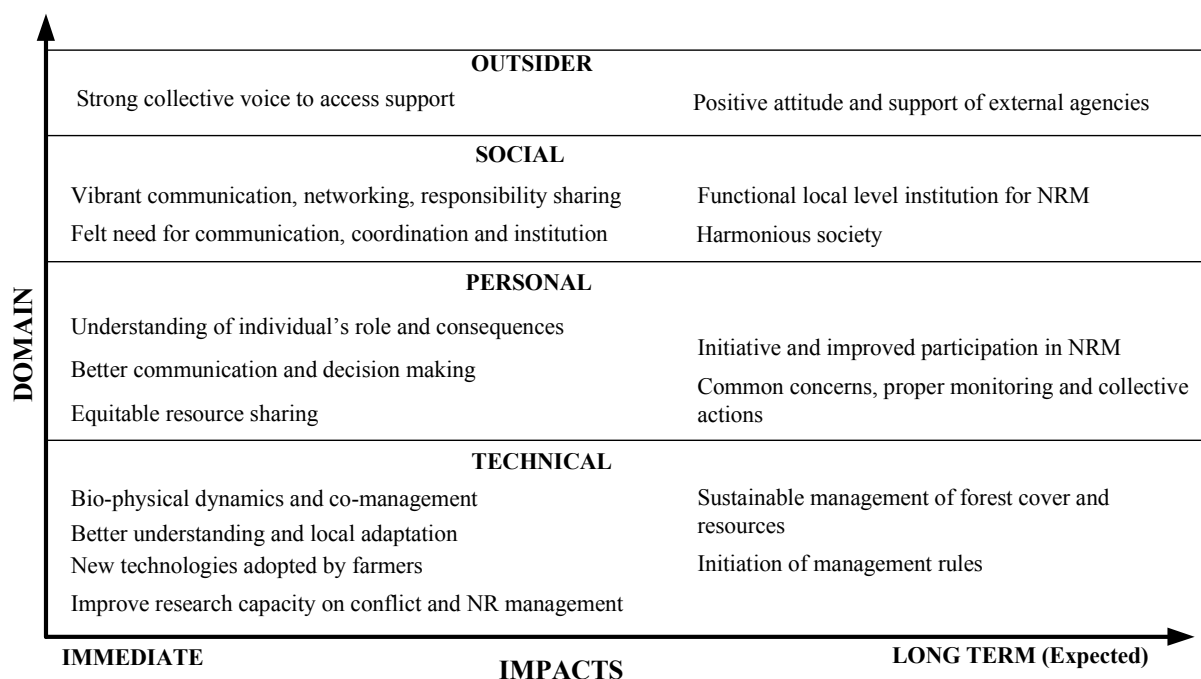 OUTSIDER
Strong collective voice to access support
Positive attitude and support of external agencies
SOCIAL
Vibrant communication, networking, responsibility sharing
Felt need for communication, coordination and institution
Functional local level institution for NRM
Harmonious society
PERSONAL
Understanding of individual’s role and consequences
Better communication and decision making
Equitable resource sharing
Initiative and improved participation in NRM
Common concerns, proper monitoring and collective
actions
TECHNICAL
Bio-physical dynamics and co-management
Better understanding and local adaptation
New technologies adopted by farmers
Improve research capacity on conflict and NR management
Sustainable management of forest cover and
resources
Initiation of management rules
DOMAIN
IMMEDIATE
IMPACTS
LONG TERM (Expected)